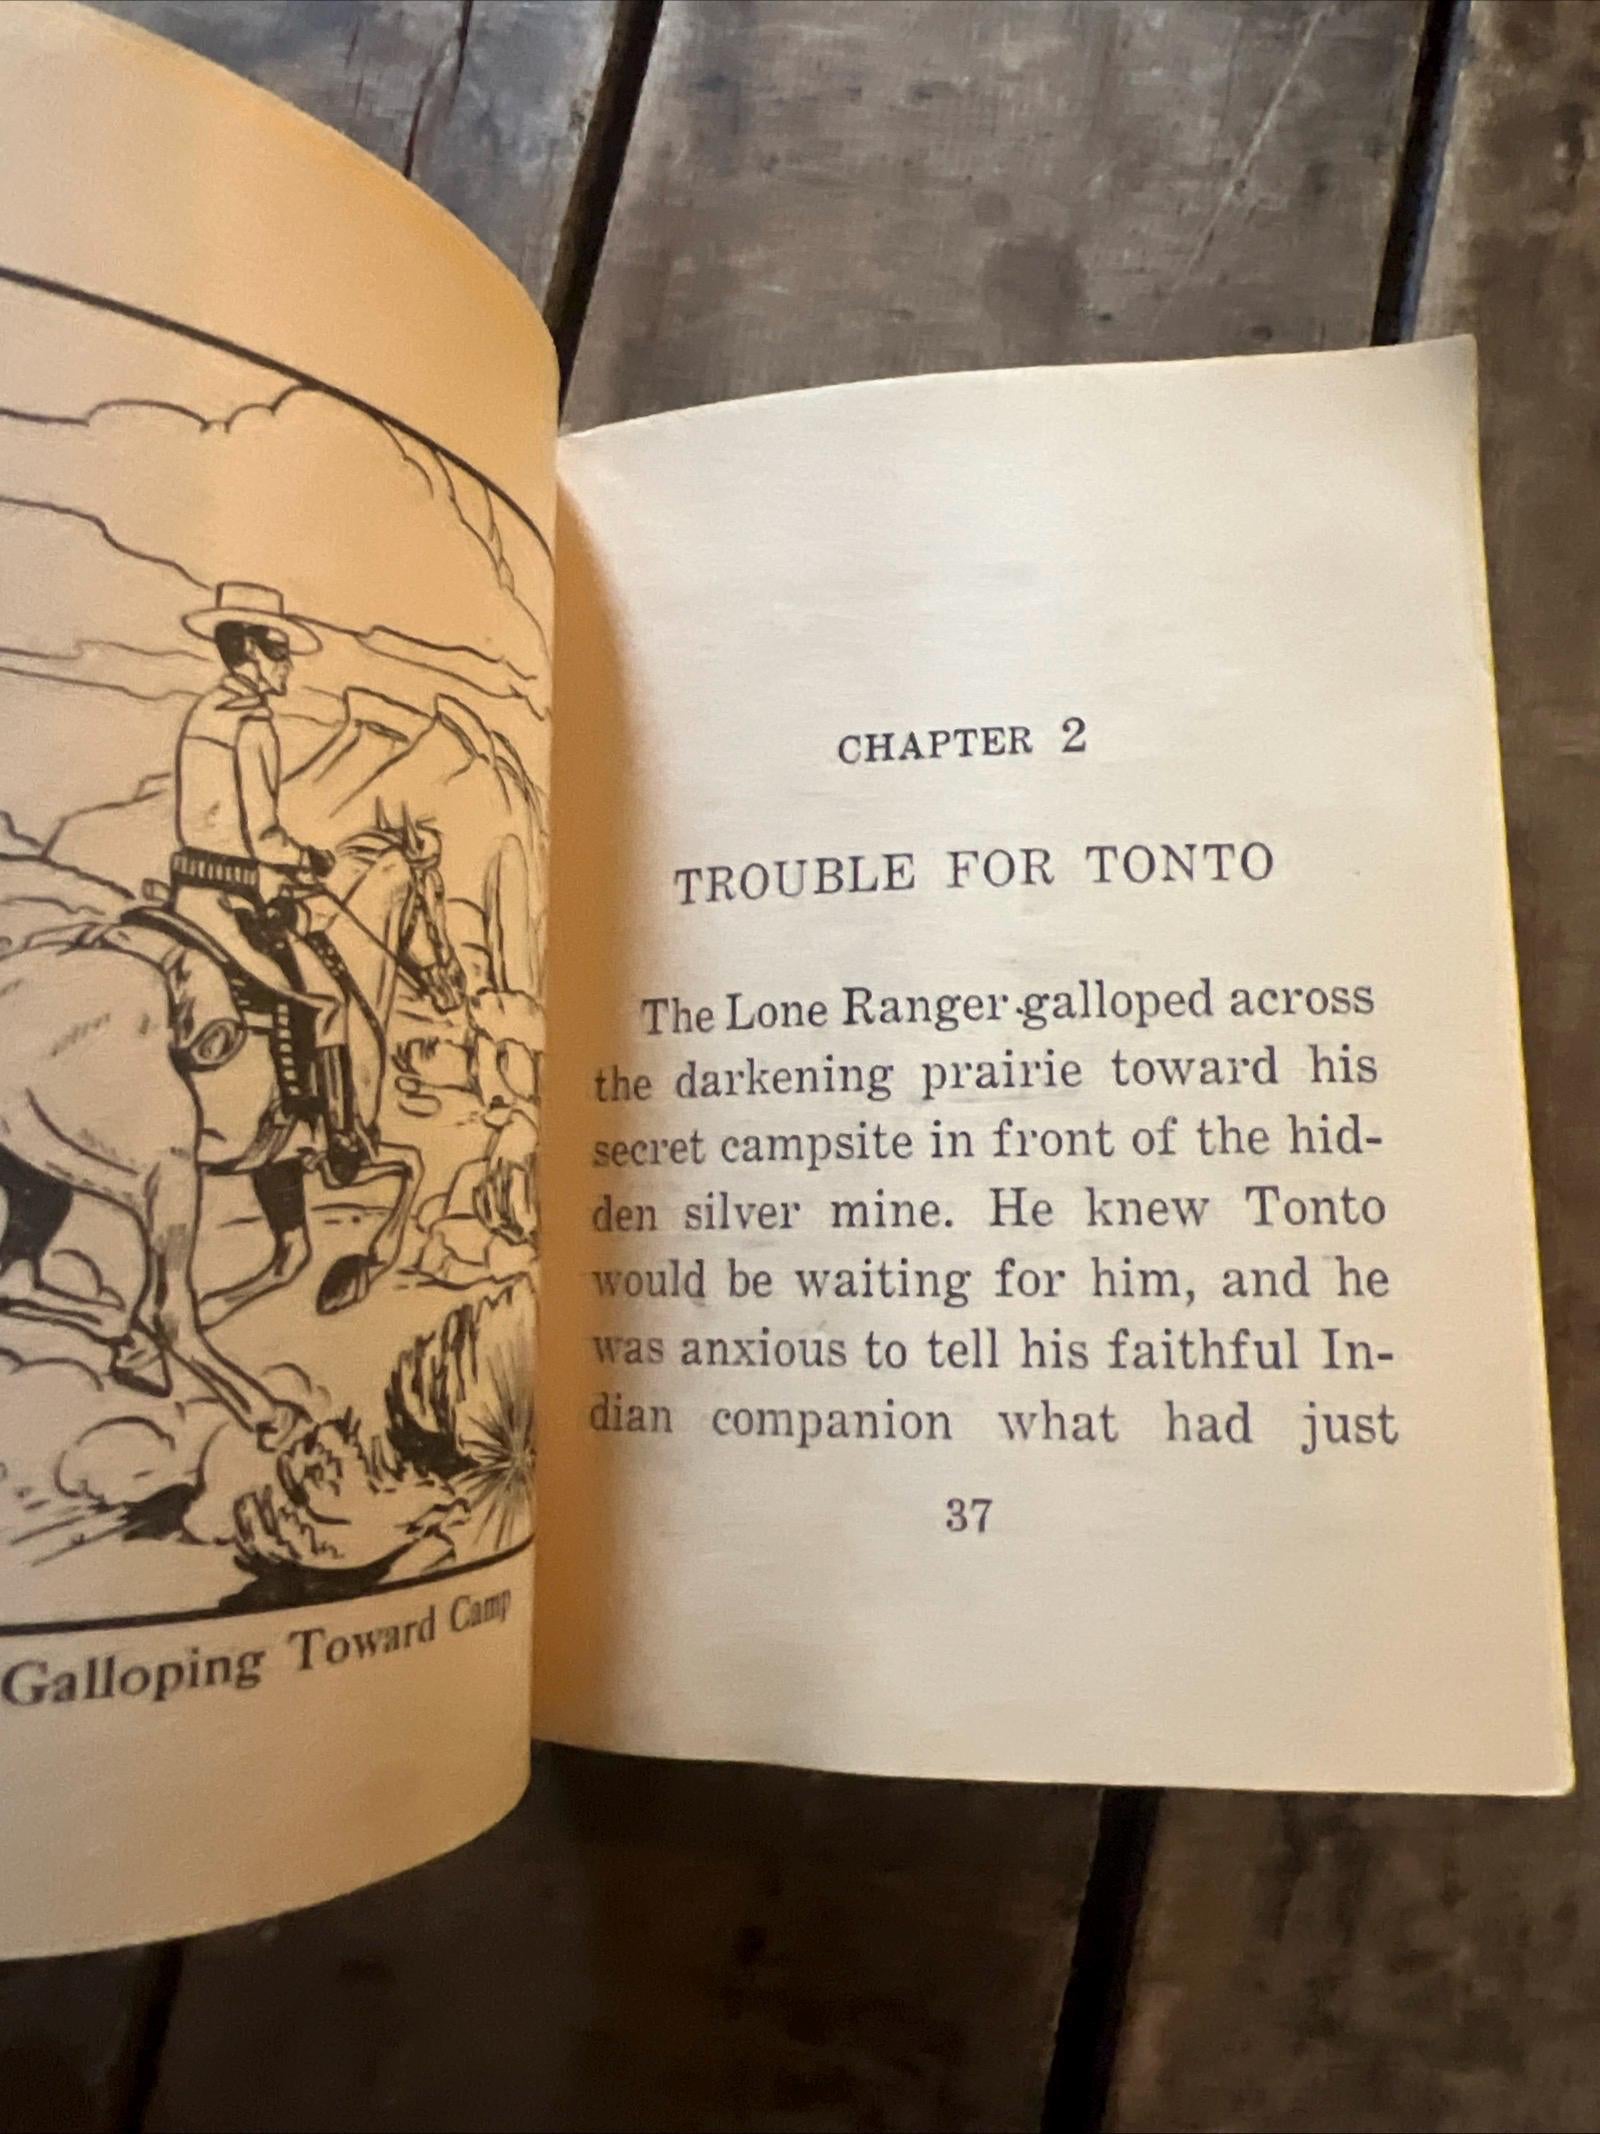 Galloping Toward Camp
CHAPTER 2
TROUBLE FOR TONTO
The Lone Ranger galloped across
the darkening prairie toward his
secret campsite in front of the hid-
den silver mine. He knew Tonto
would be waiting for him, and he
was anxious to tell his faithful In-
dian companion what had just
37